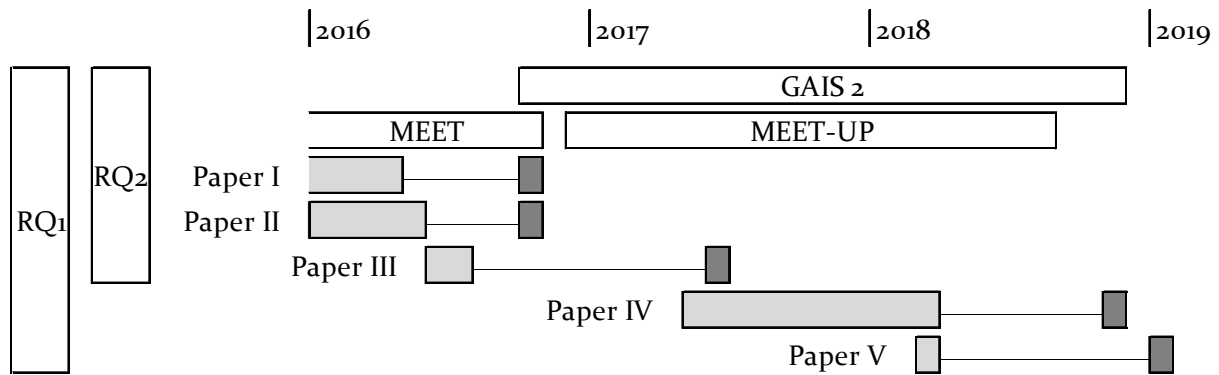 2016 2017 2018 2019
GAIS 2
MEET MEET-UP
Paper I
RQ2
Paper II
RQ1
Paper III
Paper IV
Paper V